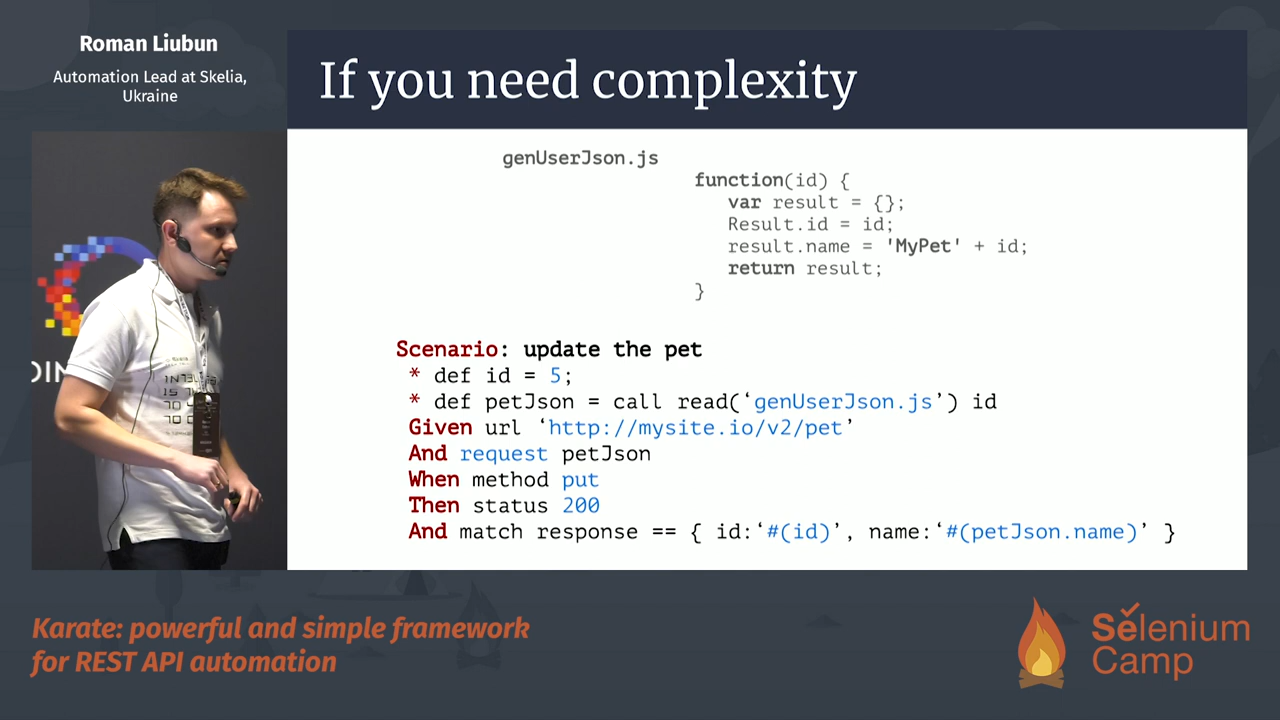 Roman Liubun
Automation Lead at Skelia,
Ukraine
If you need complexity
genUserJson.js
function(id) {
var result = {};
Result.id = id;
result.name = 'MyPet' + id;
return result;
}
Scenario: update the pet
* def id = 5;
* def petJson = call read(‘genUserJson.js’) id
Given url ‘http://mysite.io/v2/pet’
And request petJson
When method put
Then status 200
And match response == { id:‘#(id)’, name:‘#(petJson.name)’ }
Karate: powerful and simple framework
for REST API automation
Selenium
Camp